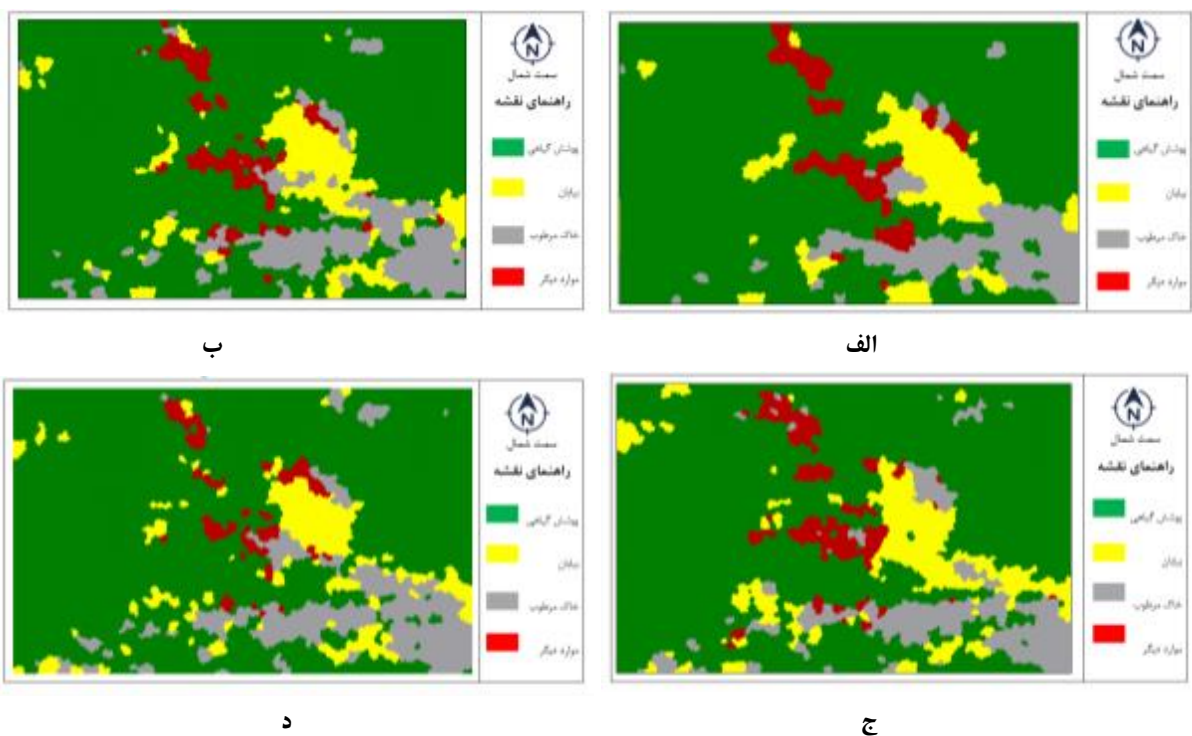 سمت شمال
راهنمای نقشه
پوشش گیاهی
بیابان
خاک مرطوب
موارد دیگر
الف
سمت شمال
راهنمای نقشه
پوشش گیاهی
بیابان
خاک مرطوب
موارد دیگر
ب
سمت شمال
راهنمای نقشه
پوشش گیاهی
بیابان
خاک مرطوب
موارد دیگر
ج
سمت شمال
راهنمای نقشه
پوشش گیاهی
بیابان
خاک مرطوب
موارد دیگر
د
N
N
N
N